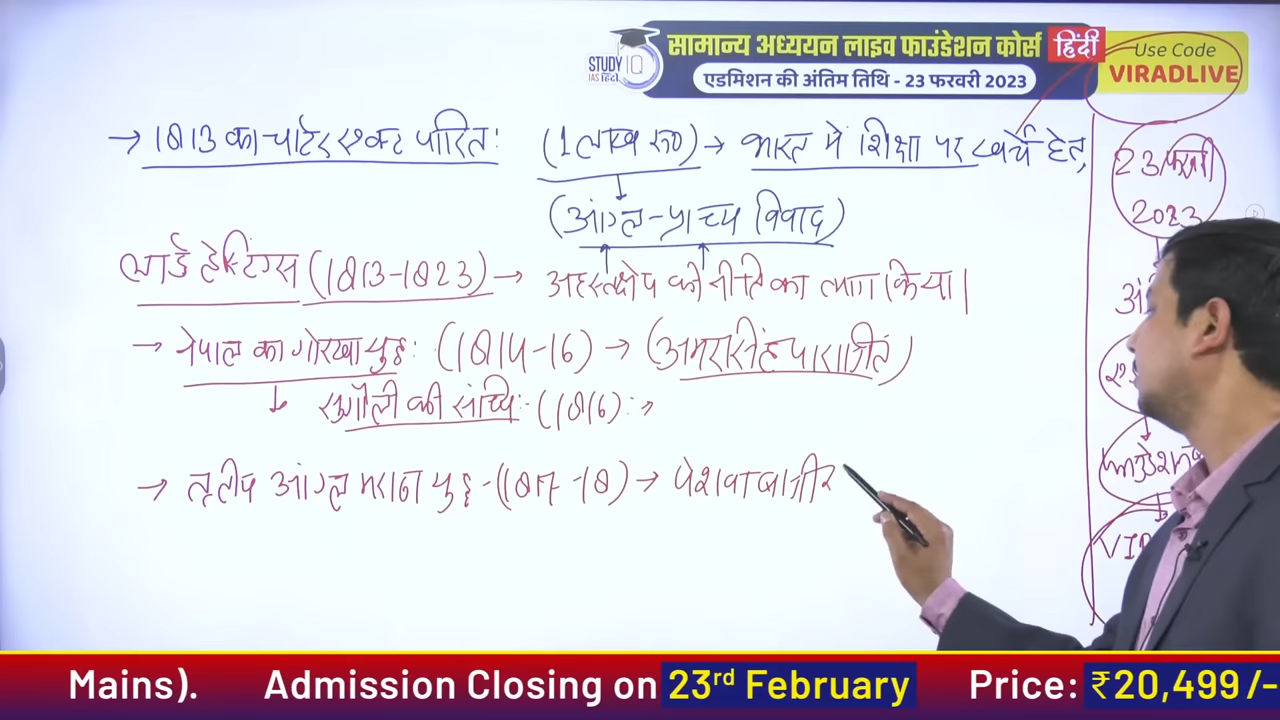 STUDY IQ
IAS हिंदी
सामान्य अध्ययन लाइव फाउंडेशन कोर्स हिंदी
एडमिशन की अंतिम तिथि - 23 फरवरी 2023
Use Code
VIRADLIVE
→ 1813 का चार्टर एक्ट पारित: (1 लाख रु0) → भारत में शिक्षा पर खर्च हेतु,
(आंग्ल-प्राच्य विवाद)
लार्ड हेस्टिंग्स (1813-1823) → अहस्तक्षेप की नीति का त्याग किया।
→ नेपाल का गोरखा युद्ध: (1814-16) → (अमरसिंह पराजित)
सुगौली की संधि:- (1816) :→
→ तृतीय आंग्ल मराठा युद्ध - (1817-18) → पेशवा बाजीर
23 फरवरी
2023
Mains). Admission Closing on 23rd February Price: ₹20,499/-